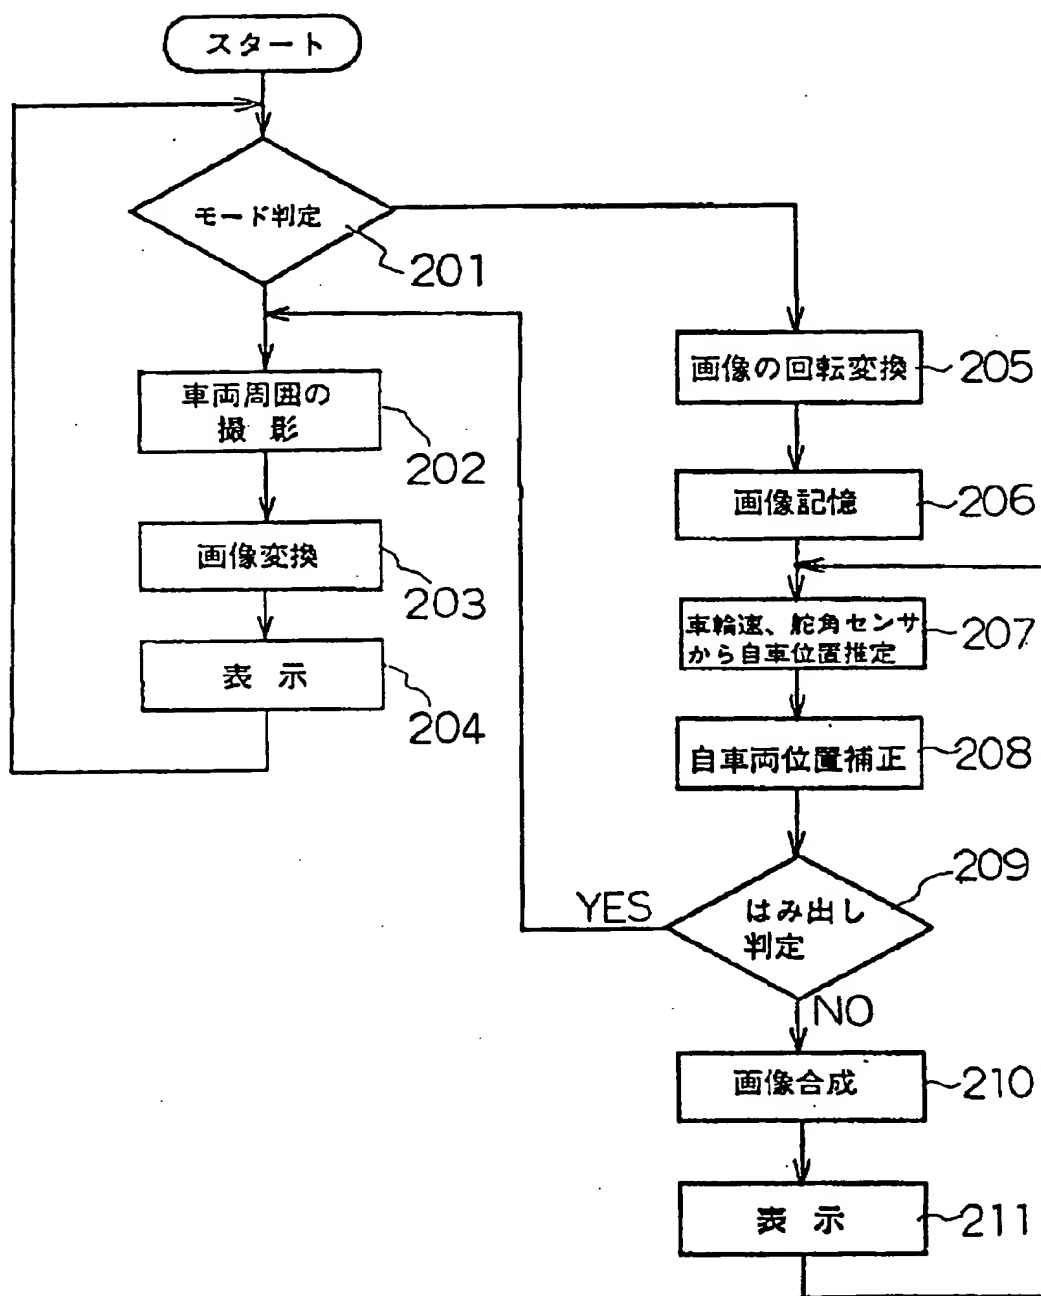 スタート
モード判定
201
車両周囲の
撮 影
202
画像変換
203
表 示
204
画像の回転変換
205
画像記憶
206
車輪速、舵角センサ
から自車位置推定
207
自車両位置補正
208
はみ出し
判定
209
YES
NO
画像合成
210
表 示
211